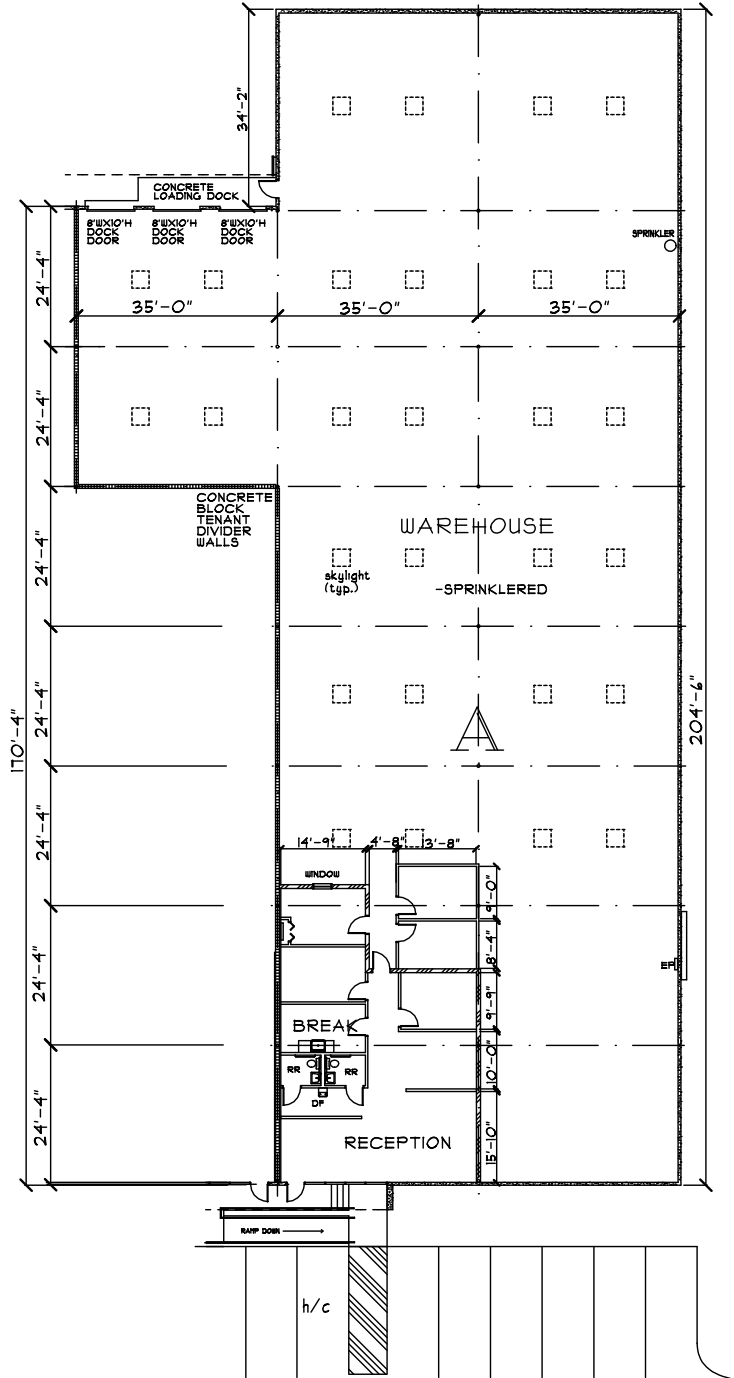 34'-2"
CONCRETE
LOADING DOCK
8'WX10'H
DOCK
DOOR
8'WX10'H
DOCK
DOOR
8'WX10'H
DOCK
DOOR
SPRINKLER
24'-4"
35'-0"
35'-0"
35'-0"
24'-4"
CONCRETE
BLOCK
TENANT
DIVIDER
WALLS
WAREHOUSE
skylight
(typ.)
-SPRINKLERED
24'-4"
170'-4"
24'-4"
A
204'-6"
24'-4"
14'-9"
4'-8"
13'-8"
WINDOW
9'-0"
8'-4"
24'-4"
EP
9'-9"
BREAK
RR
RR
10'-0"
DF
24'-4"
RECEPTION
15'-10"
RAMP DOWN
h/c